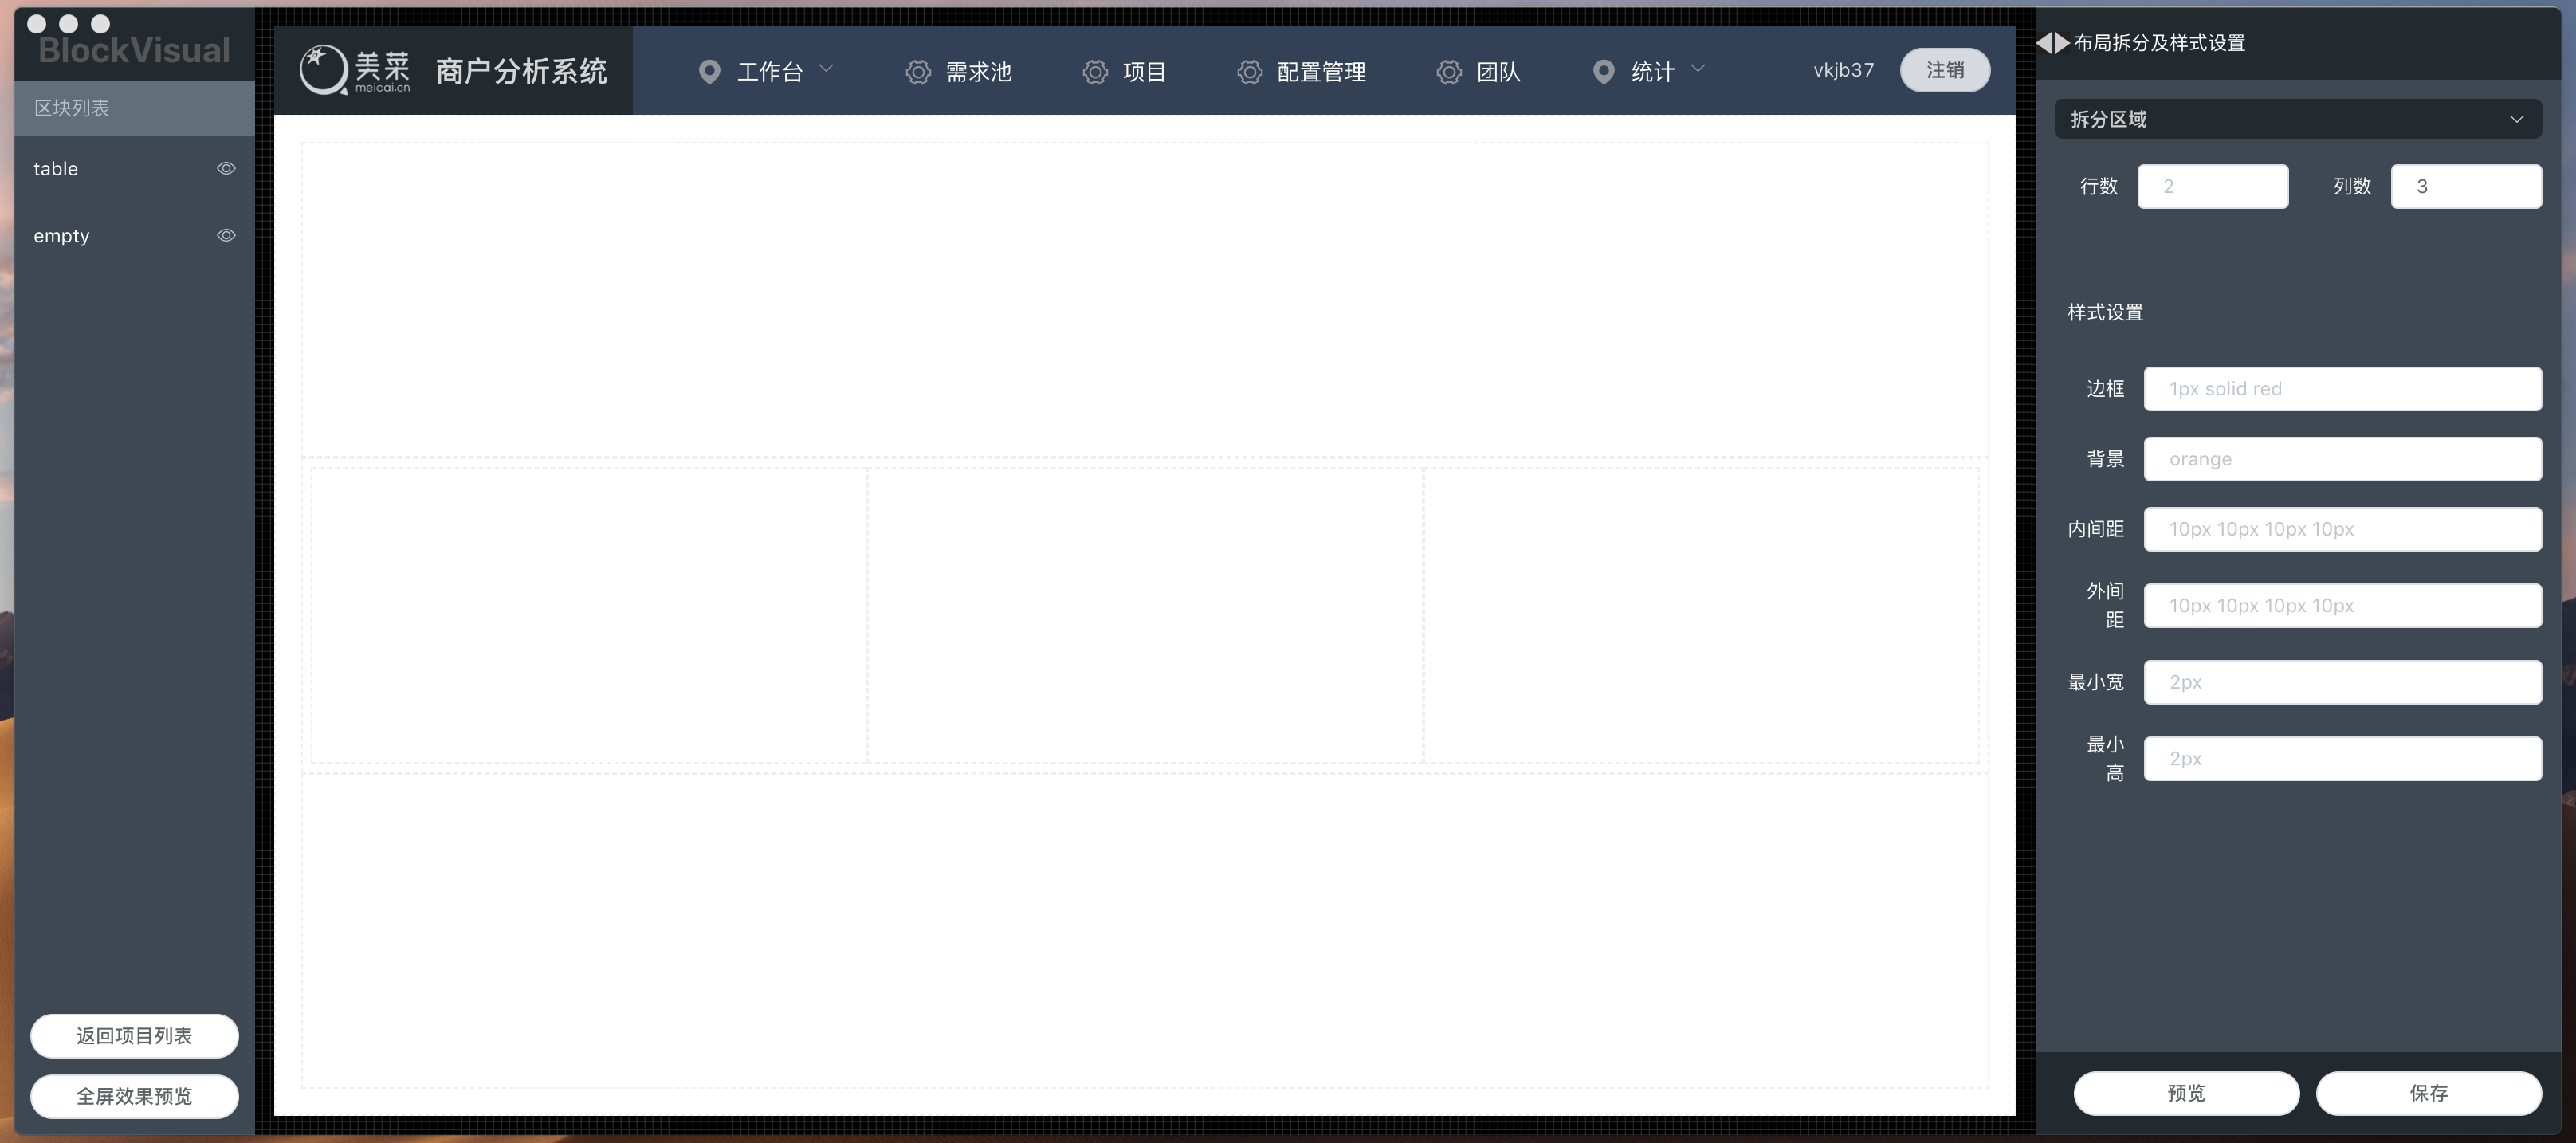 BlockVisual
区块列表
table
empty
返回项目列表
全屏效果预览
美菜
meicai.cn
商户分析系统
工作台
需求池
项目
配置管理
团队
统计
vkjb37
注销
布局拆分及样式设置
拆分区域
行数 2 列数 3
样式设置
边框 1px solid red
背景 orange
内间距 10px 10px 10px 10px
外间
距
10px 10px 10px 10px
最小宽 2px
最小
高
2px
预览 保存